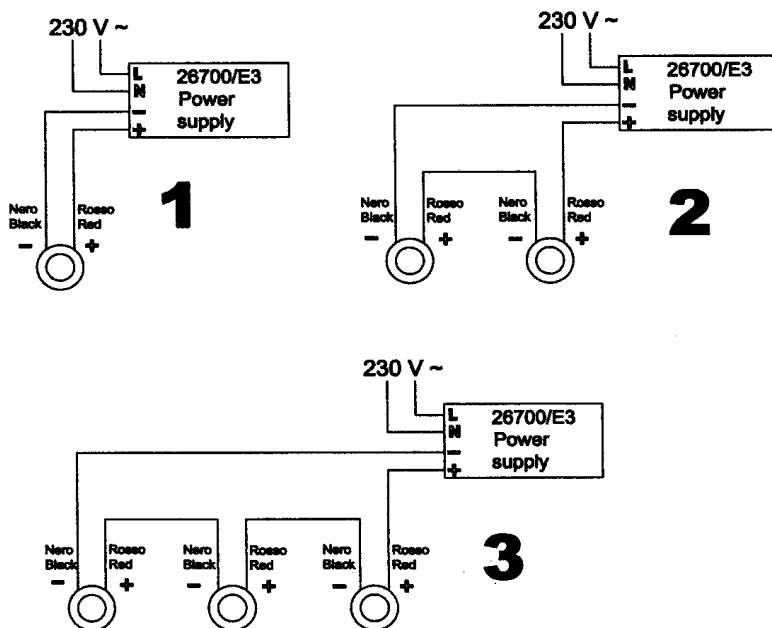 230 V ~
L
N
−
+
26700/E3
Power
supply
Nero
Black
−
Rosso
Red
+
1
230 V ~
L
N
−
+
26700/E3
Power
supply
Nero
Black
−
Rosso
Red
+
Nero
Black
−
Rosso
Red
+
2
230 V ~
L
N
−
+
26700/E3
Power
supply
Nero
Black
−
Rosso
Red
+
Nero
Black
−
Rosso
Red
+
Nero
Black
−
Rosso
Red
+
3